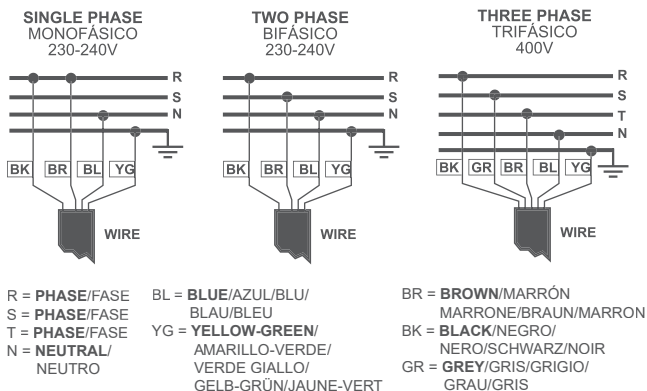 SINGLE PHASE
MONOFÁSICO
230-240V
R
S
N
BK BR BL YG
WIRE
TWO PHASE
BIFÁSICO
230-240V
R
S
N
BK BR BL YG
WIRE
THREE PHASE
TRIFÁSICO
400V
R
S
T
N
BK GR BR BL YG
WIRE
R = PHASE/FASE
S = PHASE/FASE
T = PHASE/FASE
N = NEUTRAL/
NEUTRO
BL = BLUE/AZUL/BLU/
BLAU/BLEU
YG = YELLOW-GREEN/
AMARILLO-VERDE/
VERDE GIALLO/
GELB-GRÜN/JAUNE-VERT
BR = BROWN/MARRÓN
MARRONE/BRAUN/MARRON
BK = BLACK/NEGRO/
NERO/SCHWARZ/NOIR
GR = GREY/GRIS/GRIGIO/
GRAU/GRIS